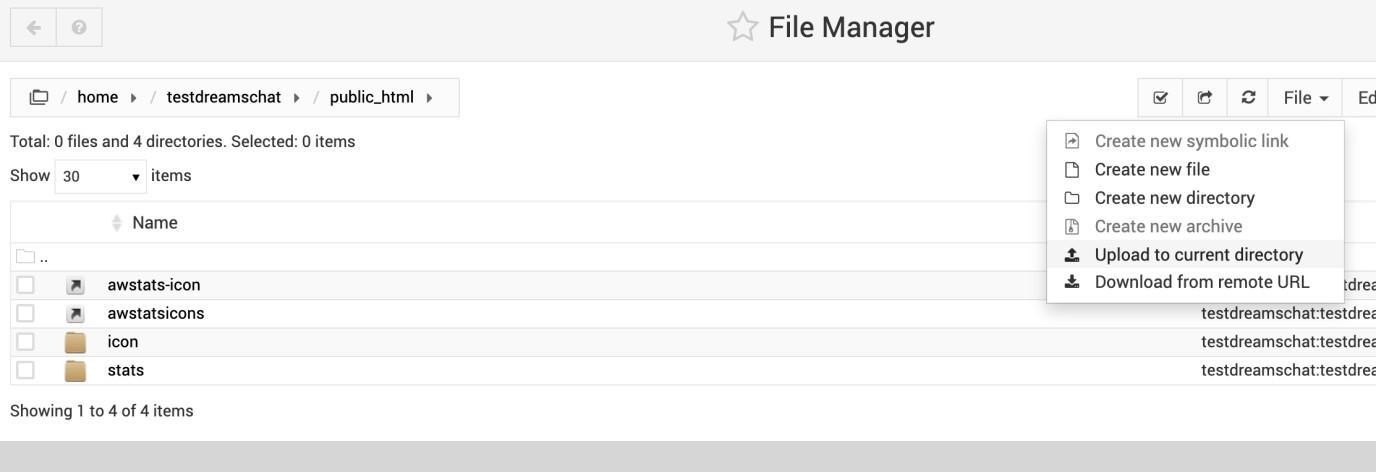 File Manager
/ home / testdreamschat / public_html
File Ed
Total: 0 files and 4 directories. Selected: 0 items
Show 30 items
Create new symbolic link
Create new file
Create new directory
Create new archive
Upload to current directory
Download from remote URL
Name
..
awstats-icon tdrea
awstatsicons testdreamschat:testdrea
icon testdreamschat:testdrea
stats testdreamschat:testdrea
Showing 1 to 4 of 4 items